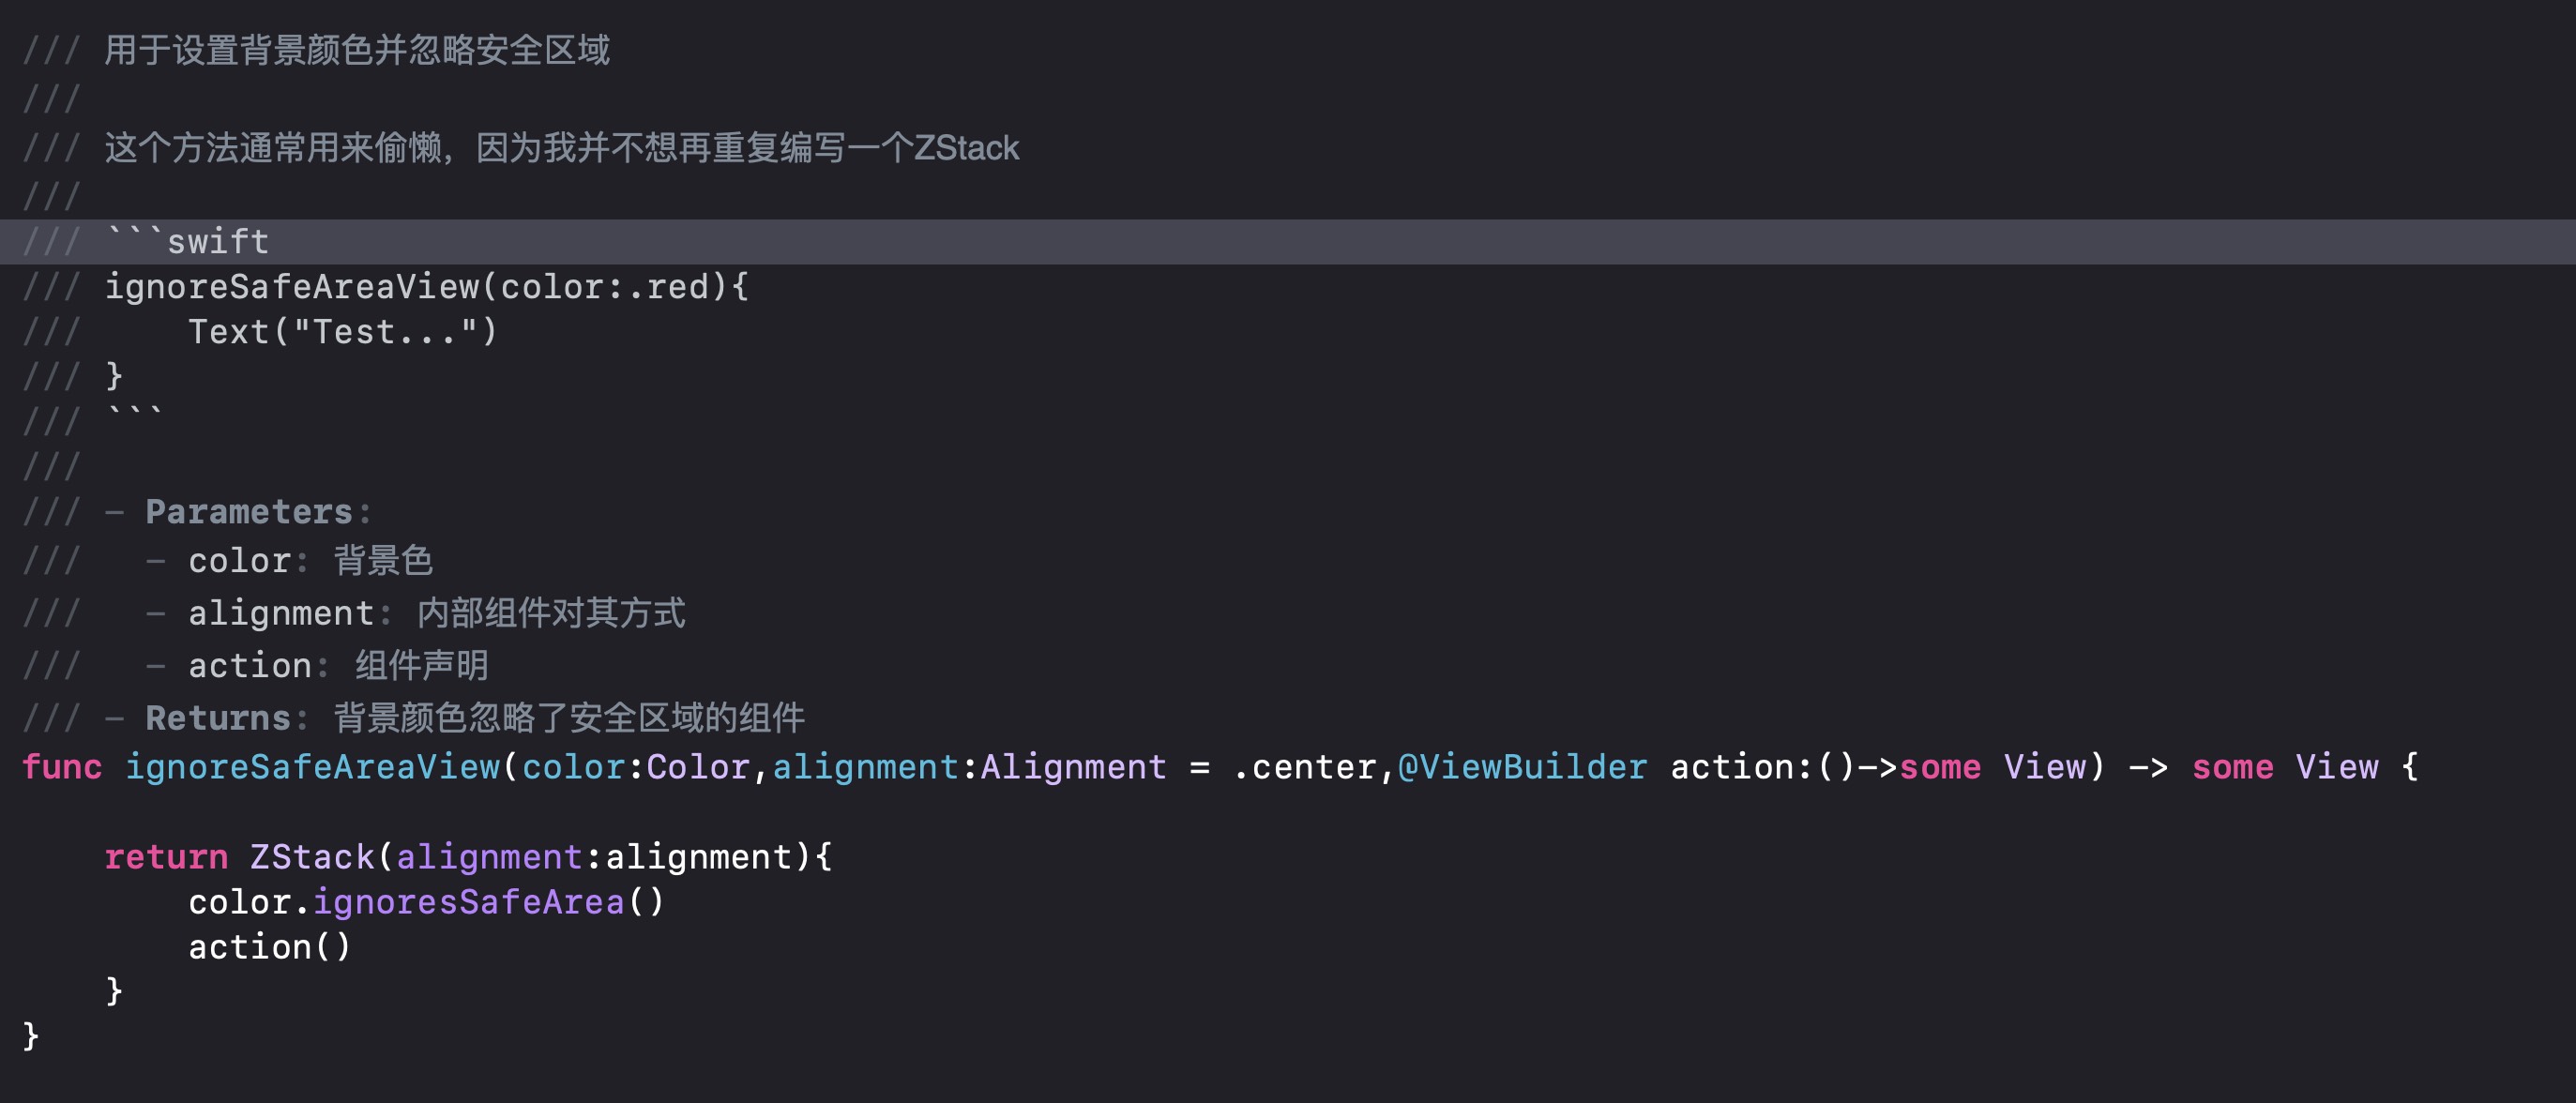 /// 用于设置背景颜色并忽略安全区域
///
/// 这个方法通常用来偷懒，因为我并不想再重复编写一个ZStack
///
/// ```swift
/// ignoreSafeAreaView(color:.red){
///     Text("Test...")
/// }
/// ```
///
/// - Parameters:
///   - color: 背景色
///   - alignment: 内部组件对其方式
///   - action: 组件声明
/// - Returns: 背景颜色忽略了安全区域的组件
func ignoreSafeAreaView(color:Color,alignment:Alignment = .center,@ViewBuilder action:()->some View) -> some View {
    return ZStack(alignment:alignment){
        color.ignoresSafeArea()
        action()
    }
}